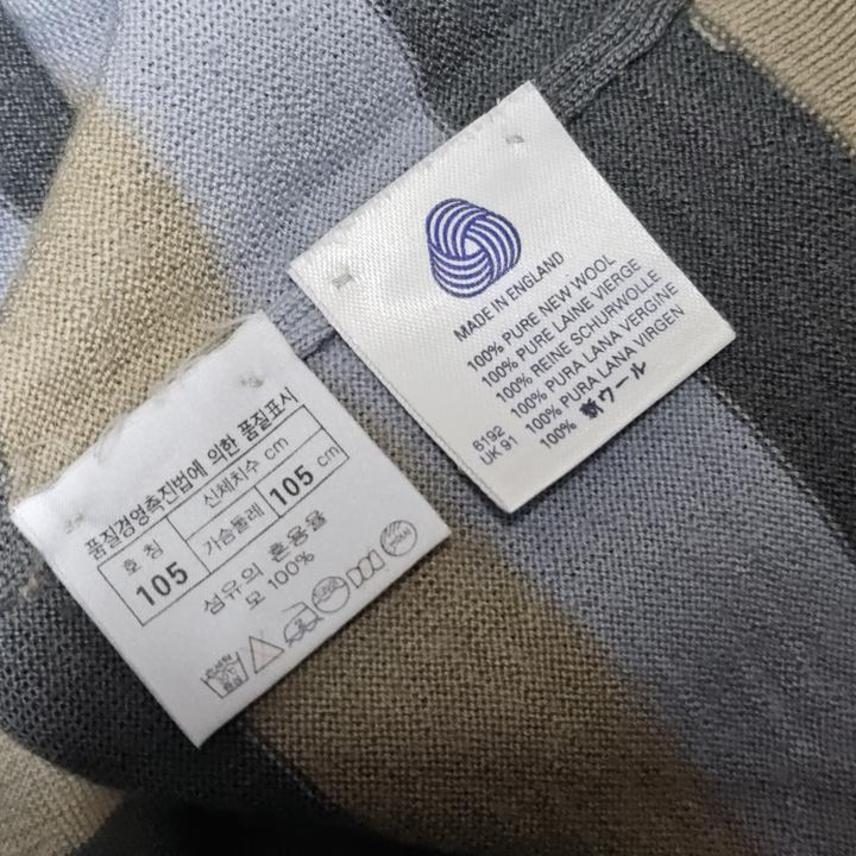 MADE IN ENGLAND
100% PURE NEW WOOL
100% PURE LAINE VIERGE
100% REINE SCHURWOLLE
100% PURA LANA VERGINE
6192 100% PURA LANA VIRGEN
UK 91 100% 新ウール
품질경영촉진법에 의한 품질표시
호 칭 신체치수 cm
105 가슴둘레 105 cm
섬유의 혼용율
모 100%